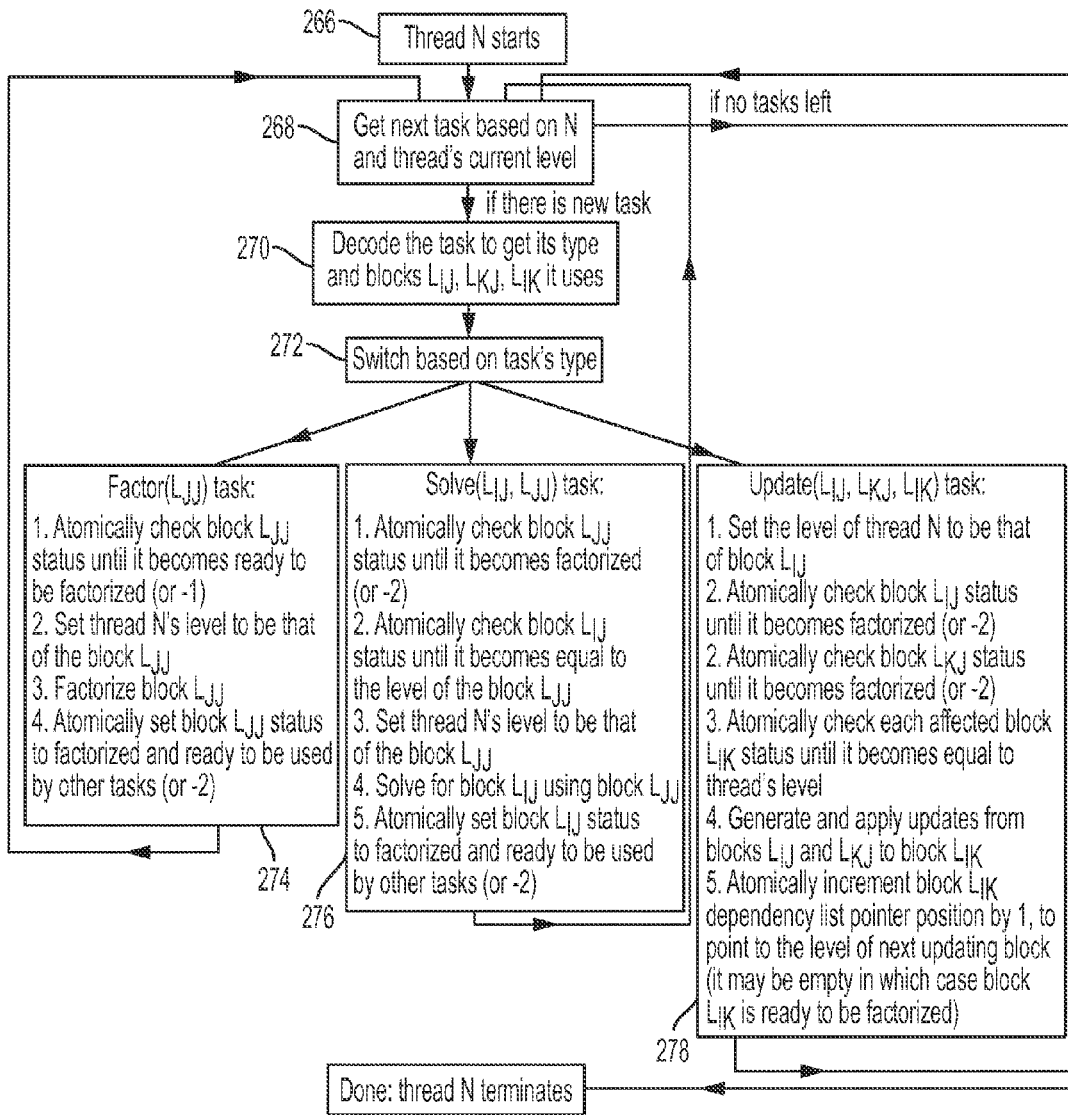 266
Thread N starts
if no tasks left
268
Get next task based on N
and thread's current level
if there is new task
270
Decode the task to get its type
and blocks LIJ, LKJ, LIK it uses
272
Switch based on task's type
Factor(LJJ) task:
1. Atomically check block LJJ
status until it becomes ready to
be factorized (or -1)
2. Set thread N's level to be that
of the block LJJ
3. Factorize block LJJ
4. Atomically set block LJJ status
to factorized and ready to be used
by other tasks (or -2)
274
Solve(LIJ, LJJ) task:
1. Atomically check block LJJ
status until it becomes factorized
(or -2)
2. Atomically check block LIJ
status until it becomes equal to
the level of the block LJJ
3. Set thread N's level to be that
of the block LJJ
4. Solve for block LIJ using block LJJ
5. Atomically set block LIJ status
to factorized and ready to be used
by other tasks (or -2)
276
Update(LIJ, LKJ, LIK) task:
1. Set the level of thread N to be that
of block LIJ
2. Atomically check block LIJ status
until it becomes factorized (or -2)
2. Atomically check block LKJ status
until it becomes factorized (or -2)
3. Atomically check each affected block
LIK status until it becomes equal to
thread's level
4. Generate and apply updates from
blocks LIJ and LKJ to block LIK
5. Atomically increment block LIK
dependency list pointer position by 1, to
point to the level of next updating block
(it may be empty in which case block
LIK is ready to be factorized)
278
Done: thread N terminates